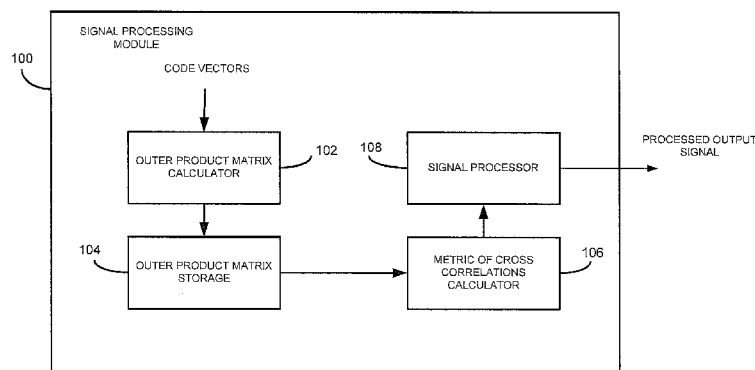 SIGNAL PROCESSING
MODULE
100
CODE VECTORS
OUTER PRODUCT MATRIX
CALCULATOR
102
108
SIGNAL PROCESSOR
PROCESSED OUTPUT
SIGNAL
104
OUTER PRODUCT MATRIX
STORAGE
METRIC OF CROSS
CORRELATIONS
CALCULATOR
106